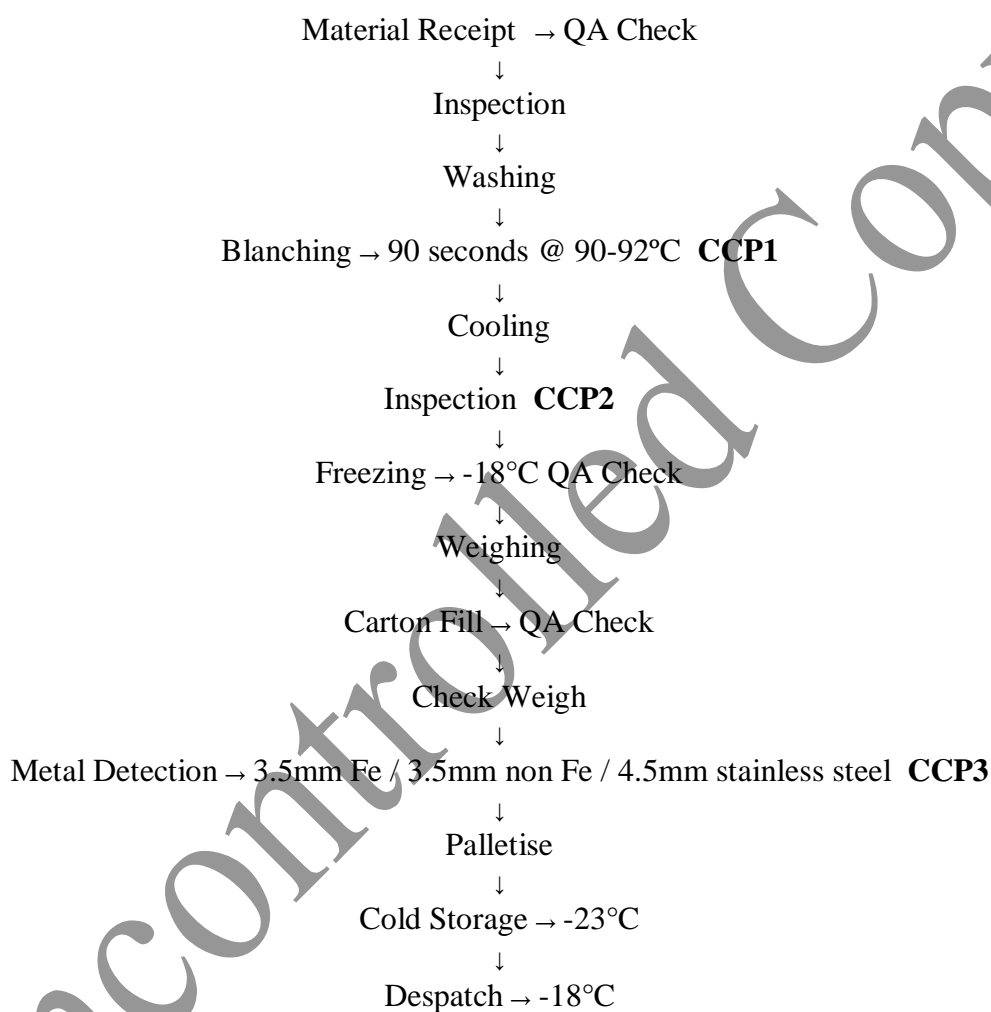 Material Receipt → QA Check
↓
Inspection
↓
Washing
↓
Blanching → 90 seconds @ 90-92ºC CCP1
↓
Cooling
↓
Inspection CCP2
↓
Freezing → -18°C QA Check
↓
Weighing
↓
Carton Fill → QA Check
↓
Check Weigh
↓
Metal Detection → 3.5mm Fe / 3.5mm non Fe / 4.5mm stainless steel CCP3
↓
Palletise
↓
Cold Storage → -23°C
↓
Despatch → -18°C
ncontrolled Cop